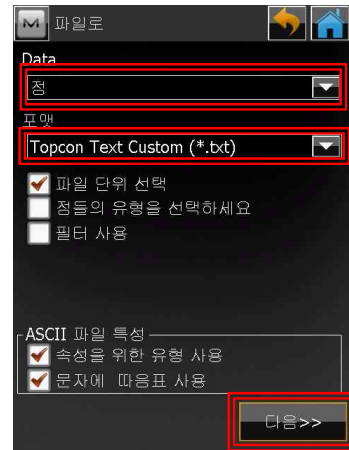 파일로
Data
점
포맷
Topcon Text Custom (*.txt)
파일 단위 선택
점들의 유형을 선택하세요
필터 사용
ASCII 파일 특성
속성을 위한 유형 사용
문자에 따옴표 사용
다음>>